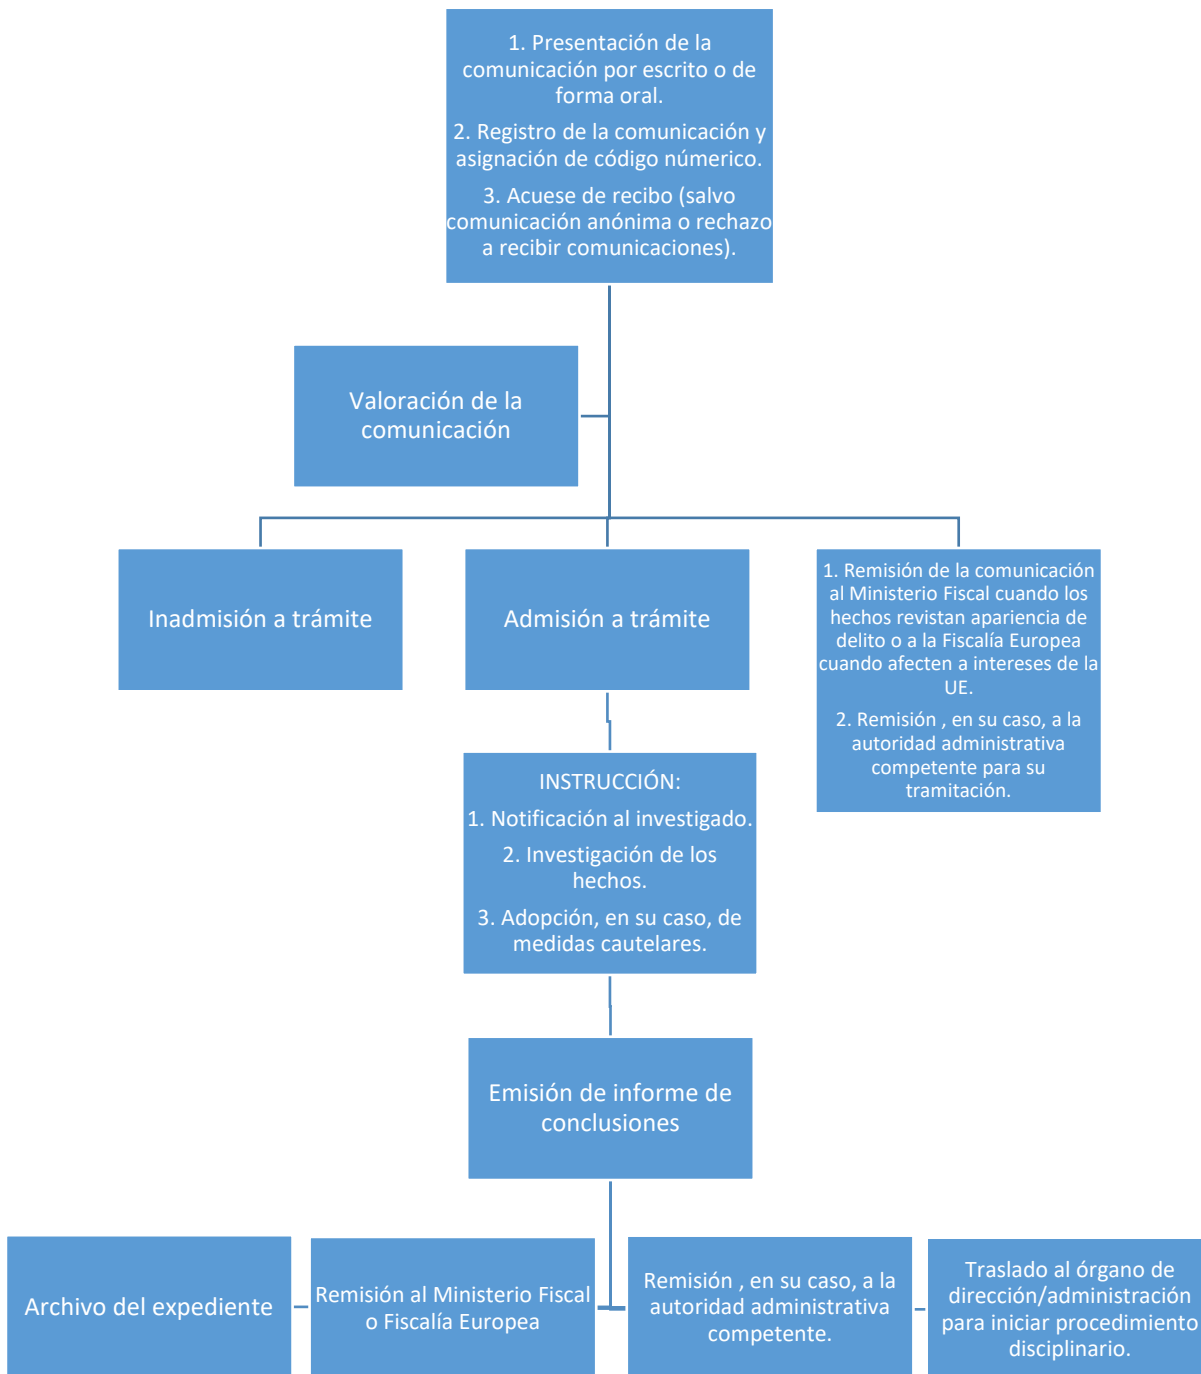 1. Presentación de la
comunicación por escrito o de
forma oral.
2. Registro de la comunicación y
asignación de código númerico.
3. Acuese de recibo (salvo
comunicación anónima o rechazo
a recibir comunicaciones).
Valoración de la
comunicación
Inadmisión a trámite
Admisión a trámite
1. Remisión de la comunicación
al Ministerio Fiscal cuando los
hechos revistan apariencia de
delito o a la Fiscalía Europea
cuando afecten a intereses de la
UE.
2. Remisión , en su caso, a la
autoridad administrativa
competente para su
tramitación.
INSTRUCCIÓN:
1. Notificación al investigado.
2. Investigación de los
hechos.
3. Adopción, en su caso, de
medidas cautelares.
Emisión de informe de
conclusiones
Archivo del expediente
Remisión al Ministerio Fiscal
o Fiscalía Europea
Remisión , en su caso, a la
autoridad administrativa
competente.
Traslado al órgano de
dirección/administración
para iniciar procedimiento
disciplinario.